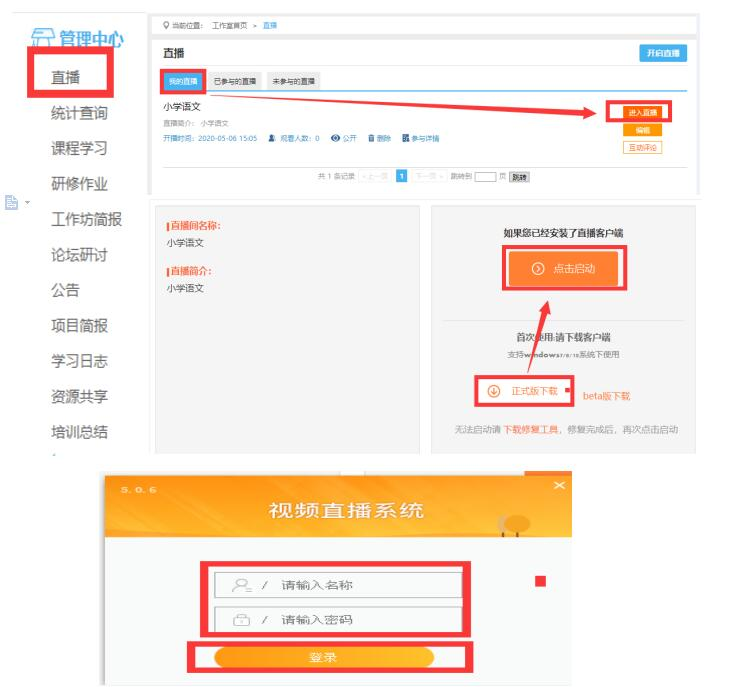 管理中心
直播
统计查询
课程学习
研修作业
工作坊简报
论坛研讨
公告
项目简报
学习日志
资源共享
培训总结
当前位置： 工作室首页 > 直播
直播
开启直播
我的直播 已参与的直播 未参与的直播
小学语文
直播简介： 小学语文
开播时间：2020-05-06 15:05 观看人数：0 公开 删除 参与详情
进入直播
编辑
互动评论
共 1 条记录 <上一页 1 下一页> 跳转到 页 跳转
直播间名称：
小学语文
直播简介：
小学语文
如果您已经安装了直播客户端
点击启动
首次使用:请下载客户端
支持windows7/8/10系统下使用
正式版下载
beta版下载
无法启动请 下载修复工具，修复完成后，再次点击启动
5.0.6
视频直播系统
/ 请输入名称
/ 请输入密码
登录